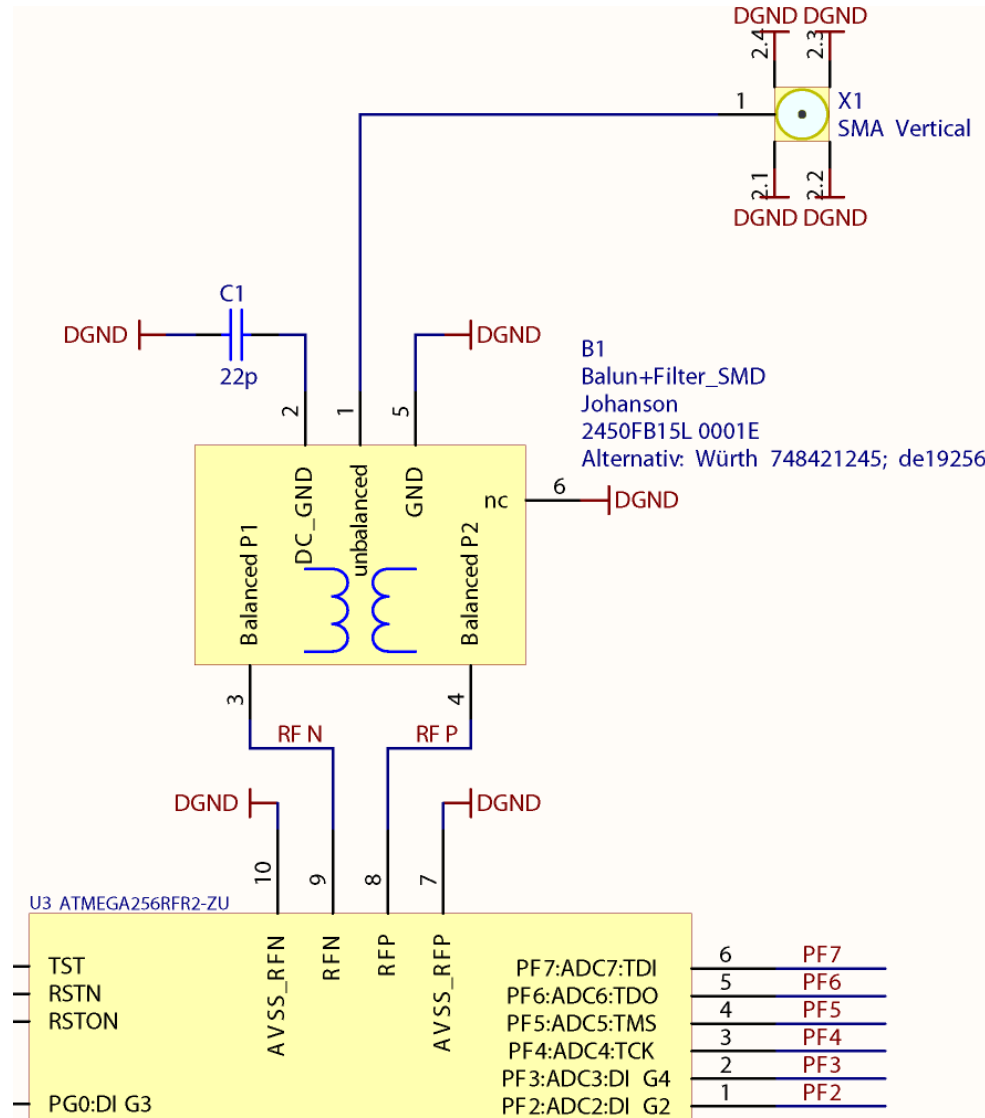 DGND DGND
2.4
2.3
1
X1
SMA Vertical
2.1
2.2
DGND DGND
C1
DGND
22p
DGND
B1
Balun+Filter_SMD
Johanson
2450FB15L 0001E
Alternativ: Würth 748421245; de19256
2
1
5
DC_GND
unbalanced
GND
nc
6
DGND
Balanced P1
Balanced P2
3
4
RF N
RF P
DGND
DGND
10
9
8
7
U3 ATMEGA256RFR2-ZU
AVSS_RFN
RFN
RFP
AVSS_RFP
TST
RSTN
RSTON
PG0:DI G3
PF7:ADC7:TDI
6
PF7
PF6:ADC6:TDO
5
PF6
PF5:ADC5:TMS
4
PF5
PF4:ADC4:TCK
3
PF4
PF3:ADC3:DI G4
2
PF3
PF2:ADC2:DI G2
1
PF2